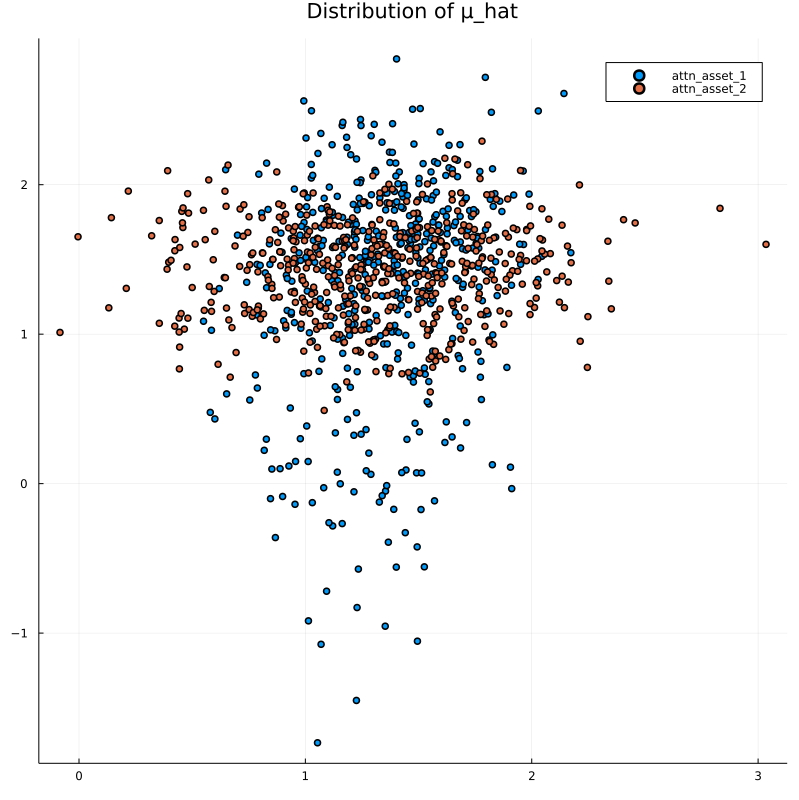 Distribution of μ_hat
attn_asset_1
attn_asset_2
2
1
0
−1
0
1
2
3